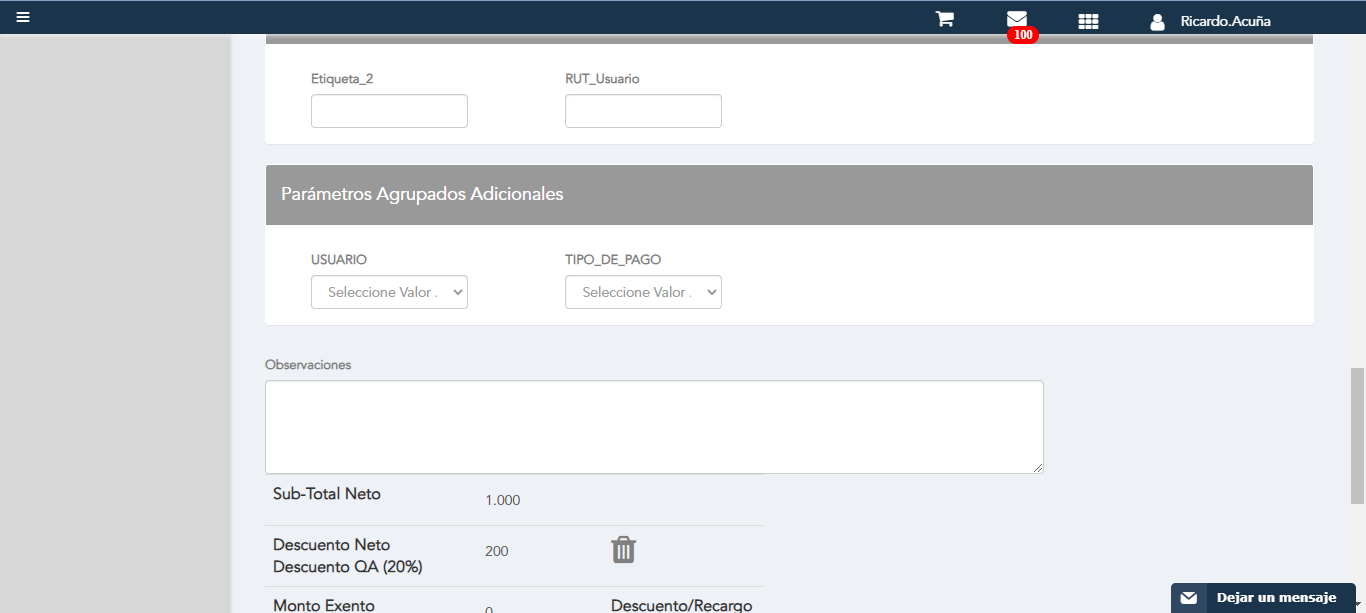 Ricardo.Acuña
100
Etiqueta_2 RUT_Usuario
Parámetros Agrupados Adicionales
USUARIO TIPO_DE_PAGO
Seleccione Valor . Seleccione Valor .
Observaciones
Sub-Total Neto 1.000
Descuento Neto 200
Descuento QA (20%)
Monto Exento 0 Descuento/Recargo
Dejar un mensaje